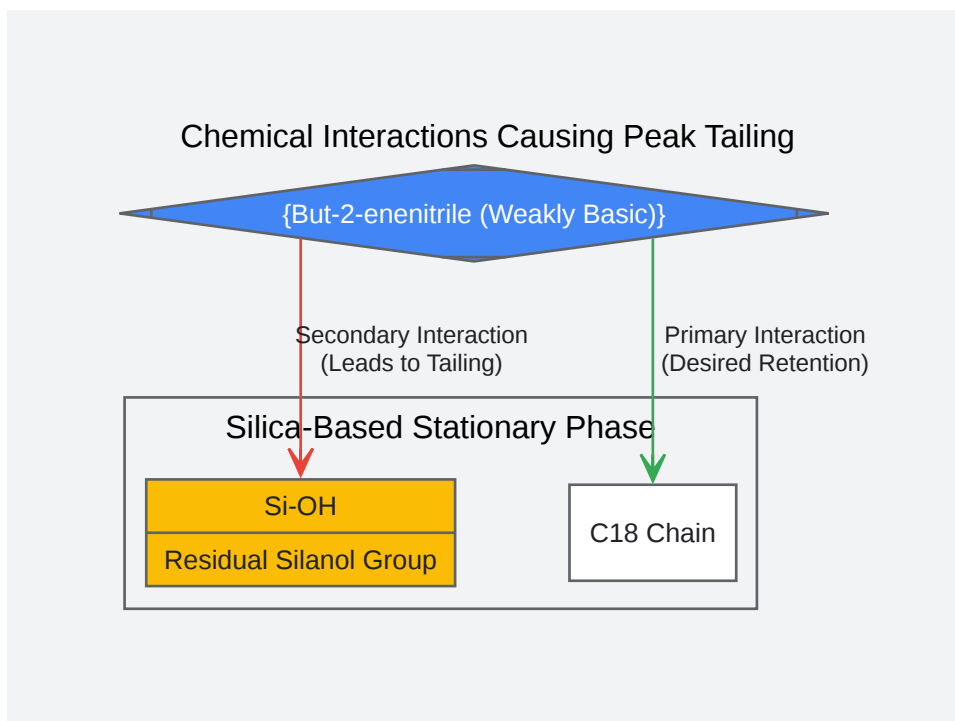 Chemical Interactions Causing Peak Tailing
{But-2-enenitrile (Weakly Basic)}
Secondary Interaction
(Leads to Tailing)
Primary Interaction
(Desired Retention)
Silica-Based Stationary Phase
Si-OH
Residual Silanol Group
C18 Chain